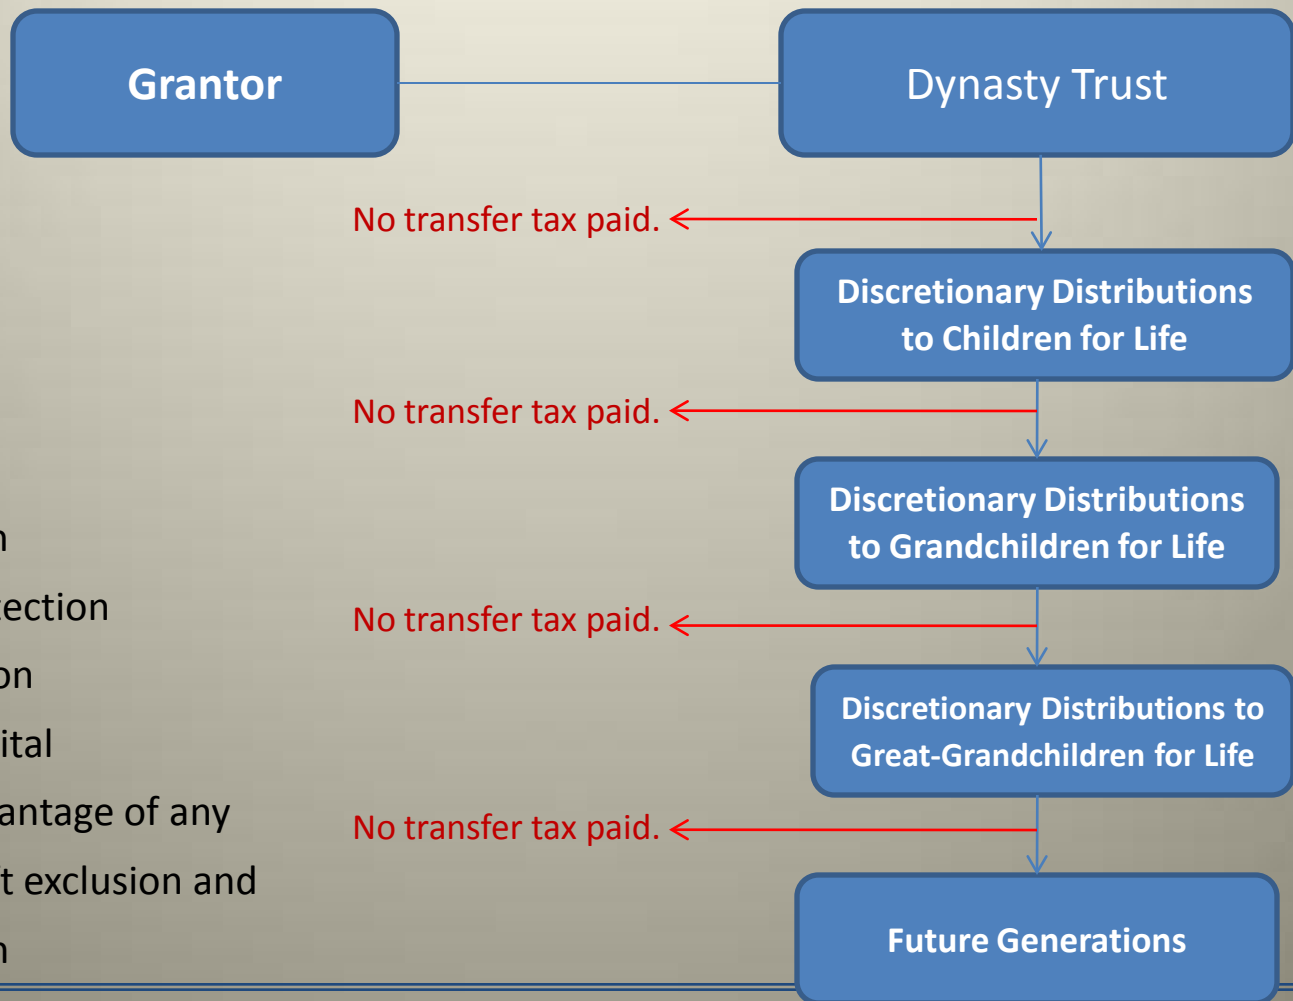 Grantor
Dynasty Trust
No transfer tax paid.
Discretionary Distributions
to Children for Life
No transfer tax paid.
Discretionary Distributions
to Grandchildren for Life
No transfer tax paid.
Discretionary Distributions to
Great-Grandchildren for Life
No transfer tax paid.
Future Generations
n
tection
on
ital
antage of any
t exclusion and
n